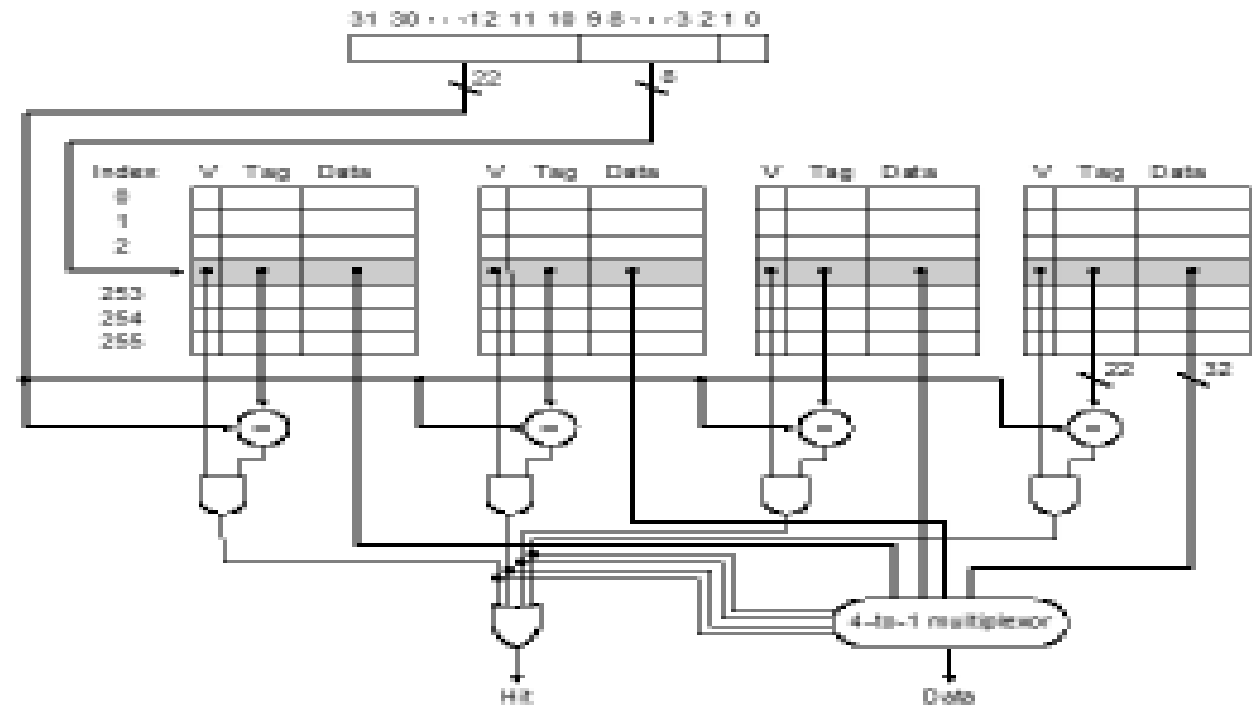 31 30 · · · 12 11 10 9 8 · · · 3 2 1 0
22 8
Index V Tag Data V Tag Data V Tag Data V Tag Data
0
1
2
253
254
255
22 32
= = = =
4-to-1 multiplexor
Hit Data